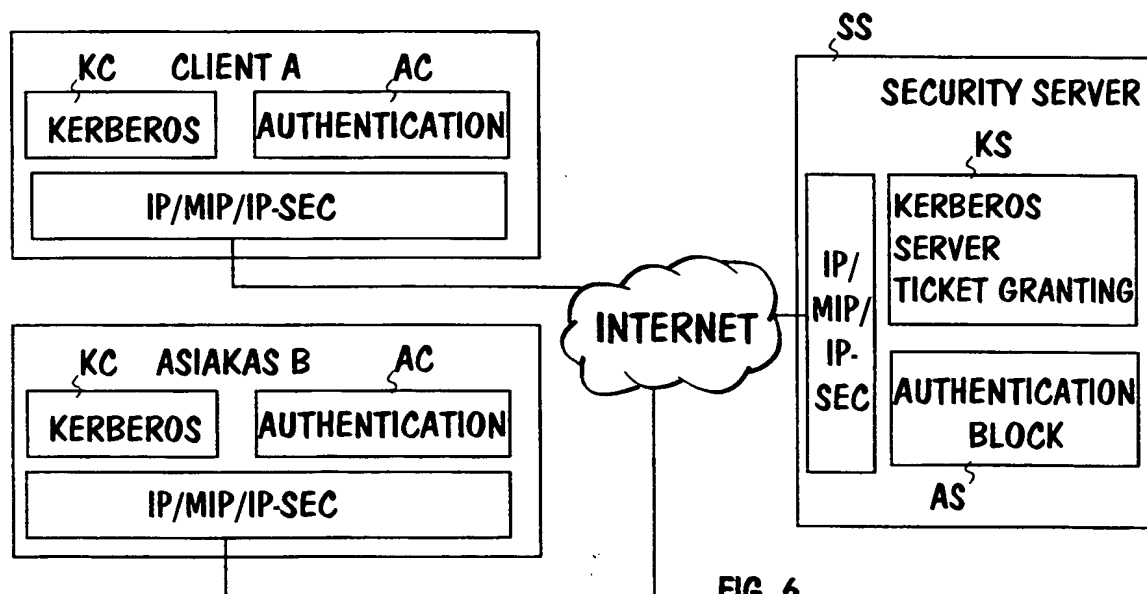 KC CLIENT A AC
KERBEROS
AUTHENTICATION
IP/MIP/IP-SEC
KC ASIAKAS B AC
KERBEROS
AUTHENTICATION
IP/MIP/IP-SEC
INTERNET
SS
SECURITY SERVER
IP/
MIP/
IP-
SEC
KS
KERBEROS
SERVER
TICKET GRANTING
AUTHENTICATION
BLOCK
AS
FIG. 6